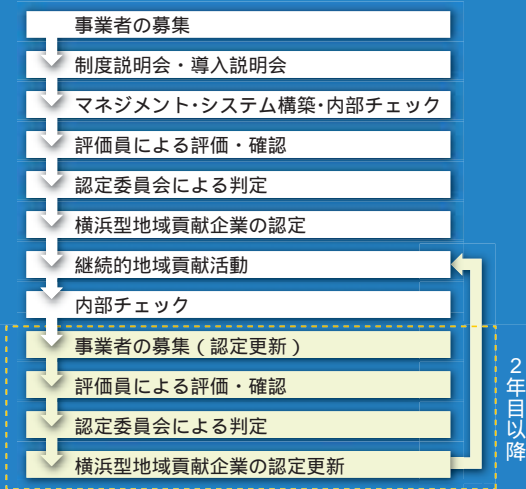 事業者の募集
制度説明会・導入説明会
マネジメント・システム構築・内部チェック
評価員による評価・確認
認定委員会による判定
横浜型地域貢献企業の認定
継続的地域貢献活動
内部チェック
事業者の募集（認定更新）
評価員による評価・確認
認定委員会による判定
横浜型地域貢献企業の認定更新
２年目以降